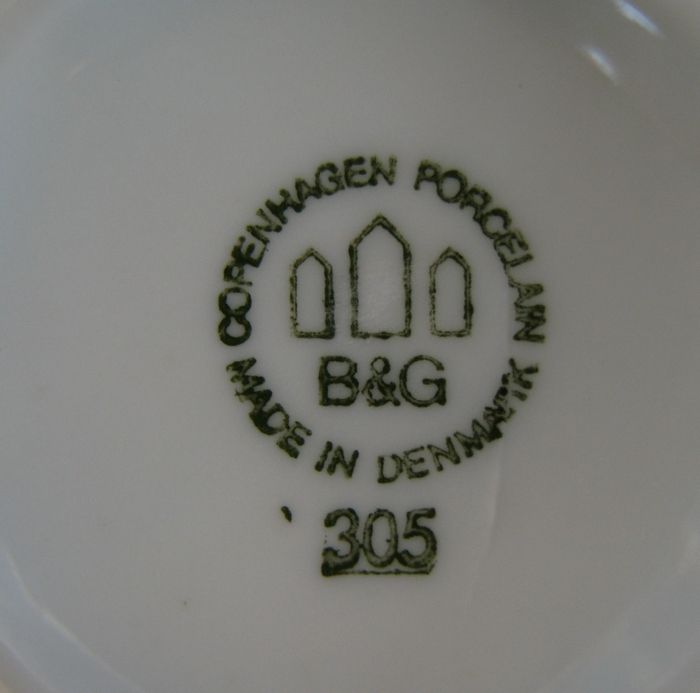 COPENHAGEN PORCELAIN
B&G
MADE IN DENMARK
305